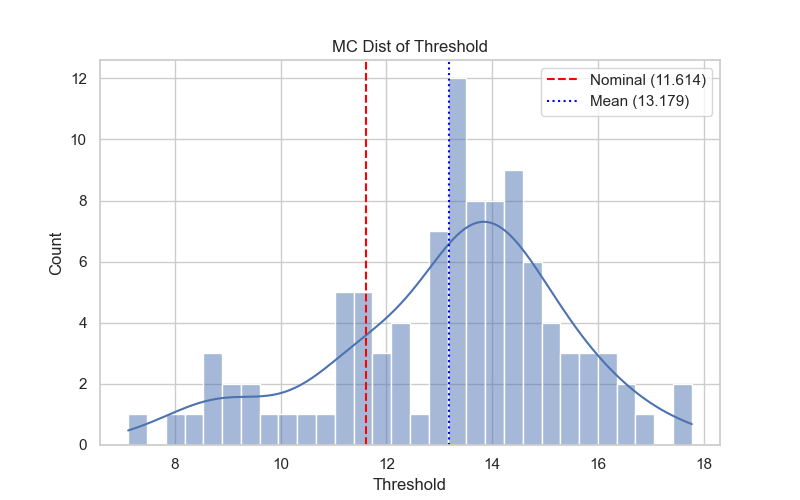 MC Dist of Threshold
Nominal (11.614)
Mean (13.179)
12
10
8
6
4
2
0
Count
8 10 12 14 16 18
Threshold